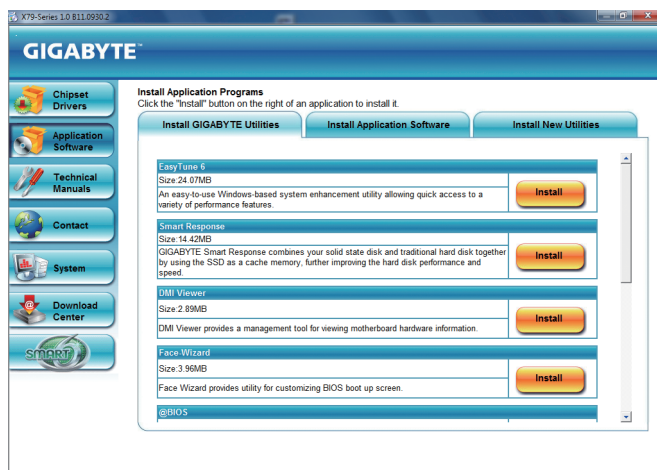 X79-Series 1.0 B11.0930.2
GIGABYTE™
Chipset
Drivers
Application
Software
Technical
Manuals
Contact
System
Download
Center
SMART6
Install Application Programs
Click the "Install" button on the right of an application to install it.
Install GIGABYTE Utilities
Install Application Software
Install New Utilities
EasyTune 6
Size:24.07MB
An easy-to-use Windows-based system enhancement utility allowing quick access to a
variety of performance features.
Install
Smart Response
Size:14.42MB
GIGABYTE Smart Response combines your solid state disk and traditional hard disk together
by using the SSD as a cache memory, further improving the hard disk performance and
speed.
Install
DMI Viewer
Size:2.89MB
DMI Viewer provides a management tool for viewing motherboard hardware information.
Install
Face-Wizard
Size:3.96MB
Face Wizard provides utility for customizing BIOS boot up screen.
Install
@BIOS